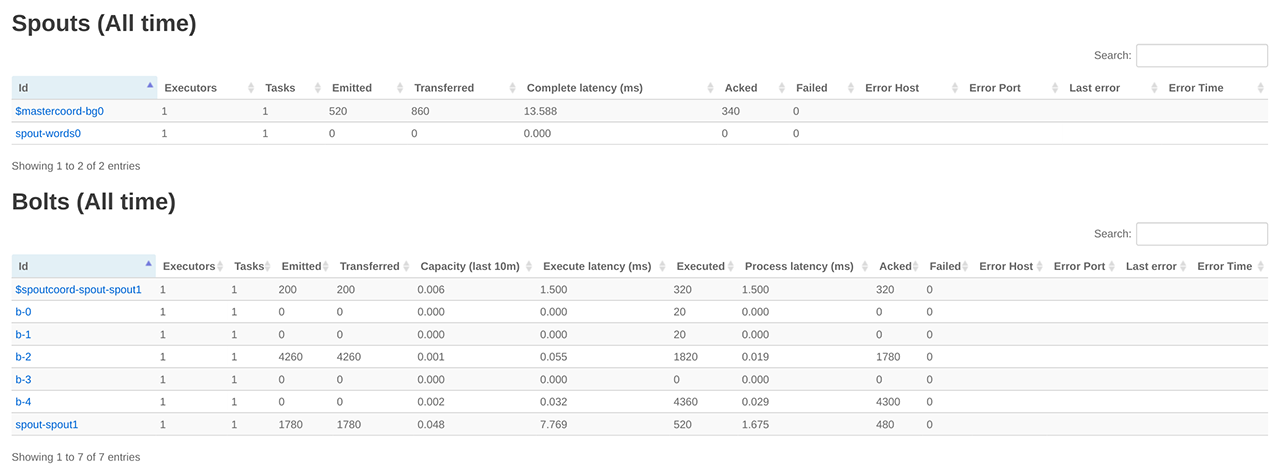 Spouts (All time)
Search:
Id Executors Tasks Emitted Transferred Complete latency (ms) Acked Failed Error Host Error Port Last error Error Time
$mastercoord-bg0 1 1 520 860 13.588 340 0
spout-words0 1 1 0 0 0.000 0 0
Showing 1 to 2 of 2 entries
Bolts (All time)
Search:
Id Executors Tasks Emitted Transferred Capacity (last 10m) Execute latency (ms) Executed Process latency (ms) Acked Failed Error Host Error Port Last error Error Time
$spoutcoord-spout-spout1 1 1 200 200 0.006 1.500 320 1.500 320 0
b-0 1 1 0 0 0.000 0.000 20 0.000 0 0
b-1 1 1 0 0 0.000 0.000 20 0.000 0 0
b-2 1 1 4260 4260 0.001 0.055 1820 0.019 1780 0
b-3 1 1 0 0 0.000 0.000 0 0.000 0 0
b-4 1 1 0 0 0.002 0.032 4360 0.029 4300 0
spout-spout1 1 1 1780 1780 0.048 7.769 520 1.675 480 0
Showing 1 to 7 of 7 entries